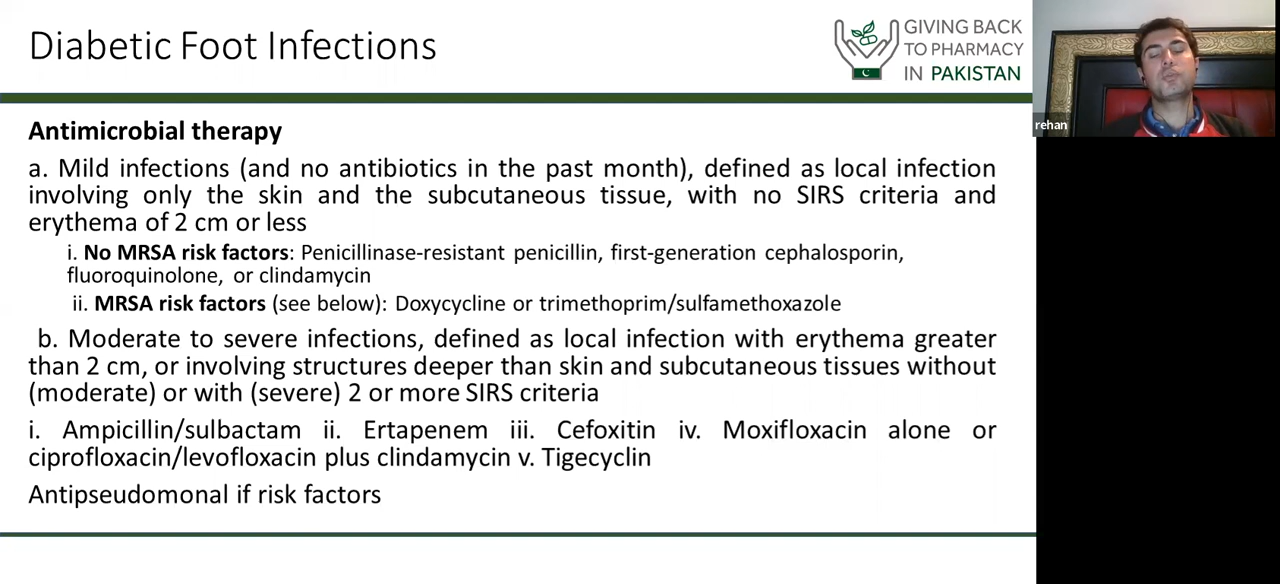 Diabetic Foot Infections
GIVING BACK
TO PHARMACY
IN PAKISTAN
rehan
Antimicrobial therapy
a. Mild infections (and no antibiotics in the past month), defined as local infection
involving only the skin and the subcutaneous tissue, with no SIRS criteria and
erythema of 2 cm or less
i. No MRSA risk factors: Penicillinase-resistant penicillin, first-generation cephalosporin,
fluoroquinolone, or clindamycin
ii. MRSA risk factors (see below): Doxycycline or trimethoprim/sulfamethoxazole
b. Moderate to severe infections, defined as local infection with erythema greater
than 2 cm, or involving structures deeper than skin and subcutaneous tissues without
(moderate) or with (severe) 2 or more SIRS criteria
i. Ampicillin/sulbactam ii. Ertapenem iii. Cefoxitin iv. Moxifloxacin alone or
ciprofloxacin/levofloxacin plus clindamycin v. Tigecyclin
Antipseudomonal if risk factors